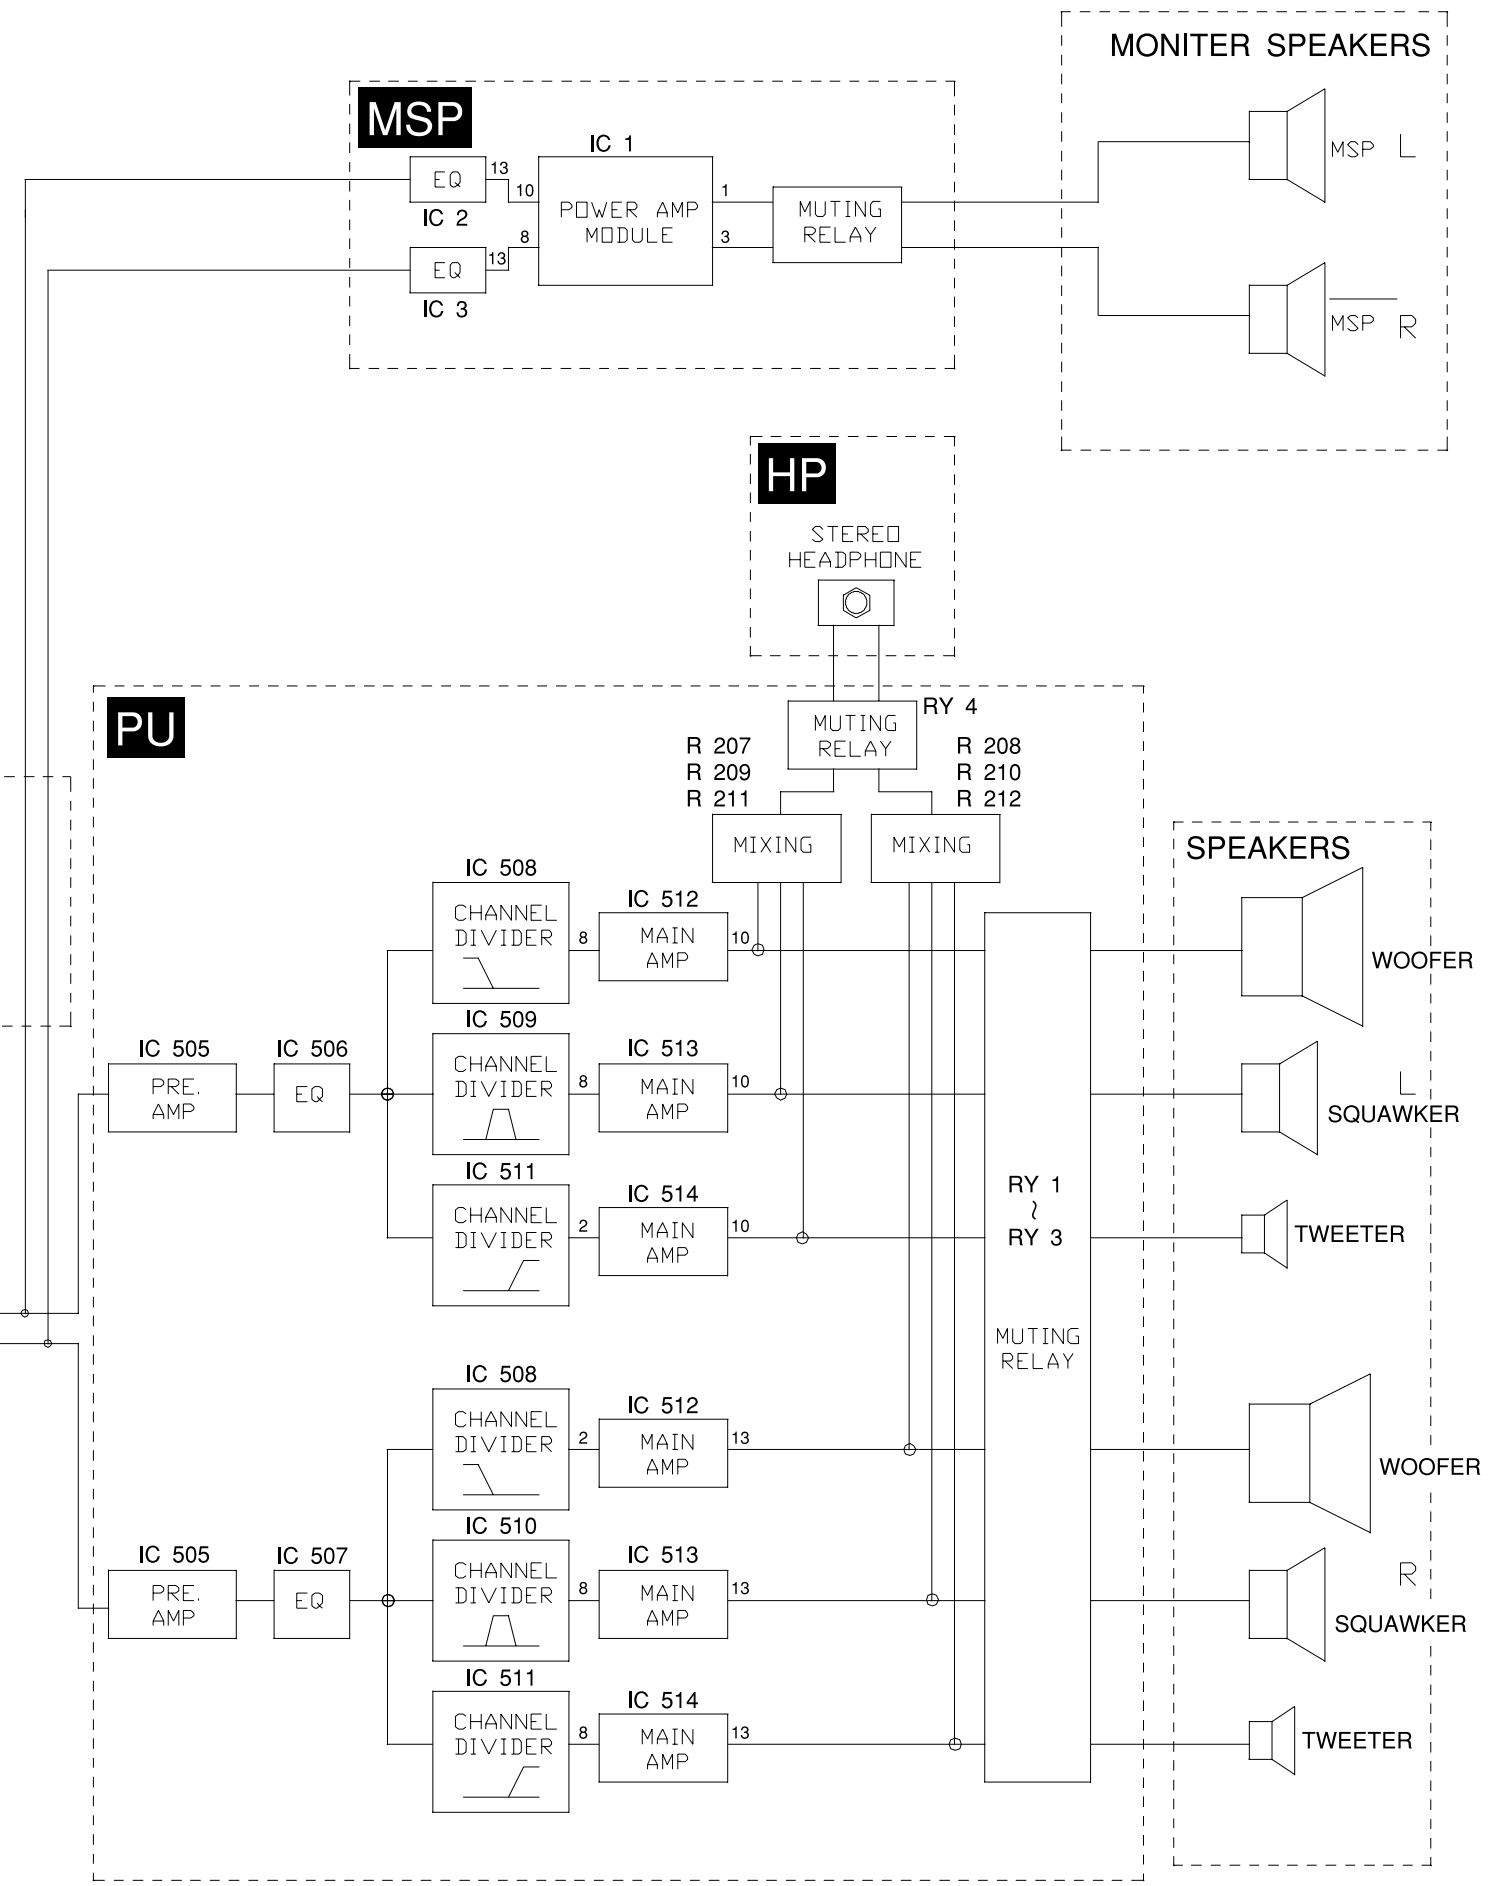 MONITER SPEAKERS
MSP
IC 1
EQ
13
10
IC 2
POWER AMP
MODULE
1
3
MUTING
RELAY
8
EQ
13
IC 3
MSP L
MSP R
HP
STEREO
HEADPHONE
PU
RY 4
MUTING
RELAY
R 207
R 209
R 211
R 208
R 210
R 212
MIXING
MIXING
SPEAKERS
IC 508
CHANNEL
DIVIDER
8
IC 512
MAIN
AMP
10
WOOFER
IC 505
PRE.
AMP
IC 506
EQ
IC 509
CHANNEL
DIVIDER
8
IC 513
MAIN
AMP
10
L
SQUAWKER
IC 511
CHANNEL
DIVIDER
2
IC 514
MAIN
AMP
10
RY 1
~
RY 3
TWEETER
MUTING
RELAY
IC 508
CHANNEL
DIVIDER
2
IC 512
MAIN
AMP
13
WOOFER
IC 505
PRE.
AMP
IC 507
EQ
IC 510
CHANNEL
DIVIDER
8
IC 513
MAIN
AMP
13
R
SQUAWKER
IC 511
CHANNEL
DIVIDER
8
IC 514
MAIN
AMP
13
TWEETER